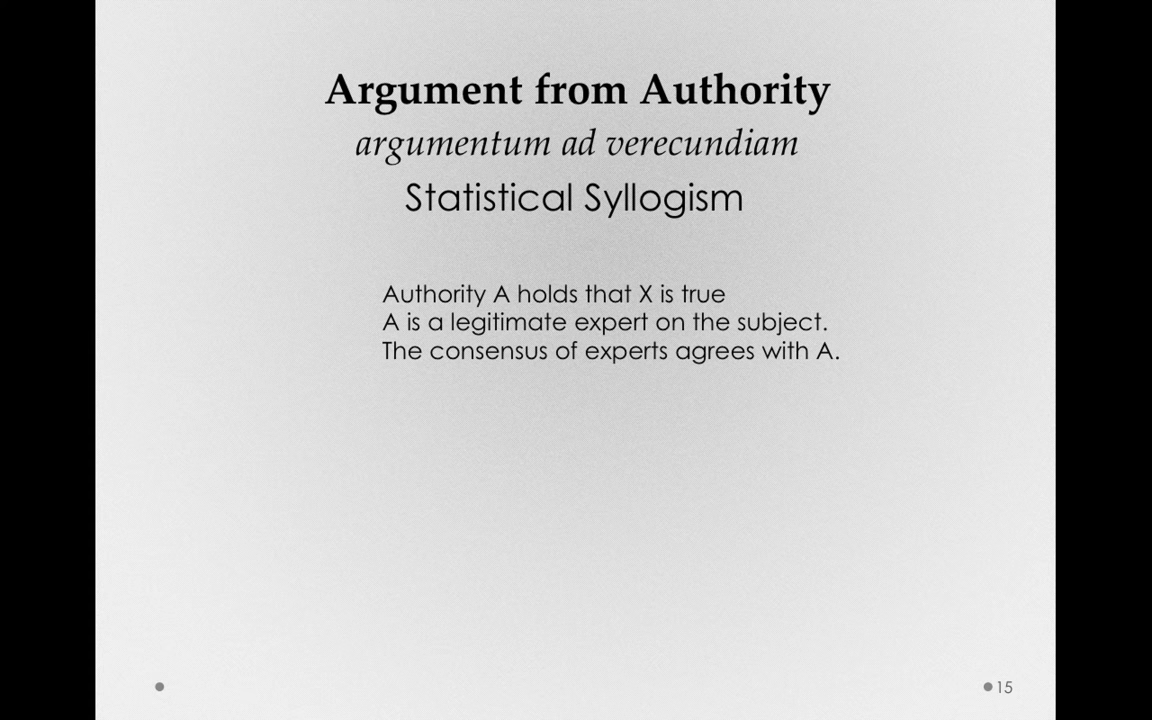 Argument from Authority
argumentum ad verecundiam
Statistical Syllogism
Authority A holds that X is true
A is a legitimate expert on the subject.
The consensus of experts agrees with A.
15